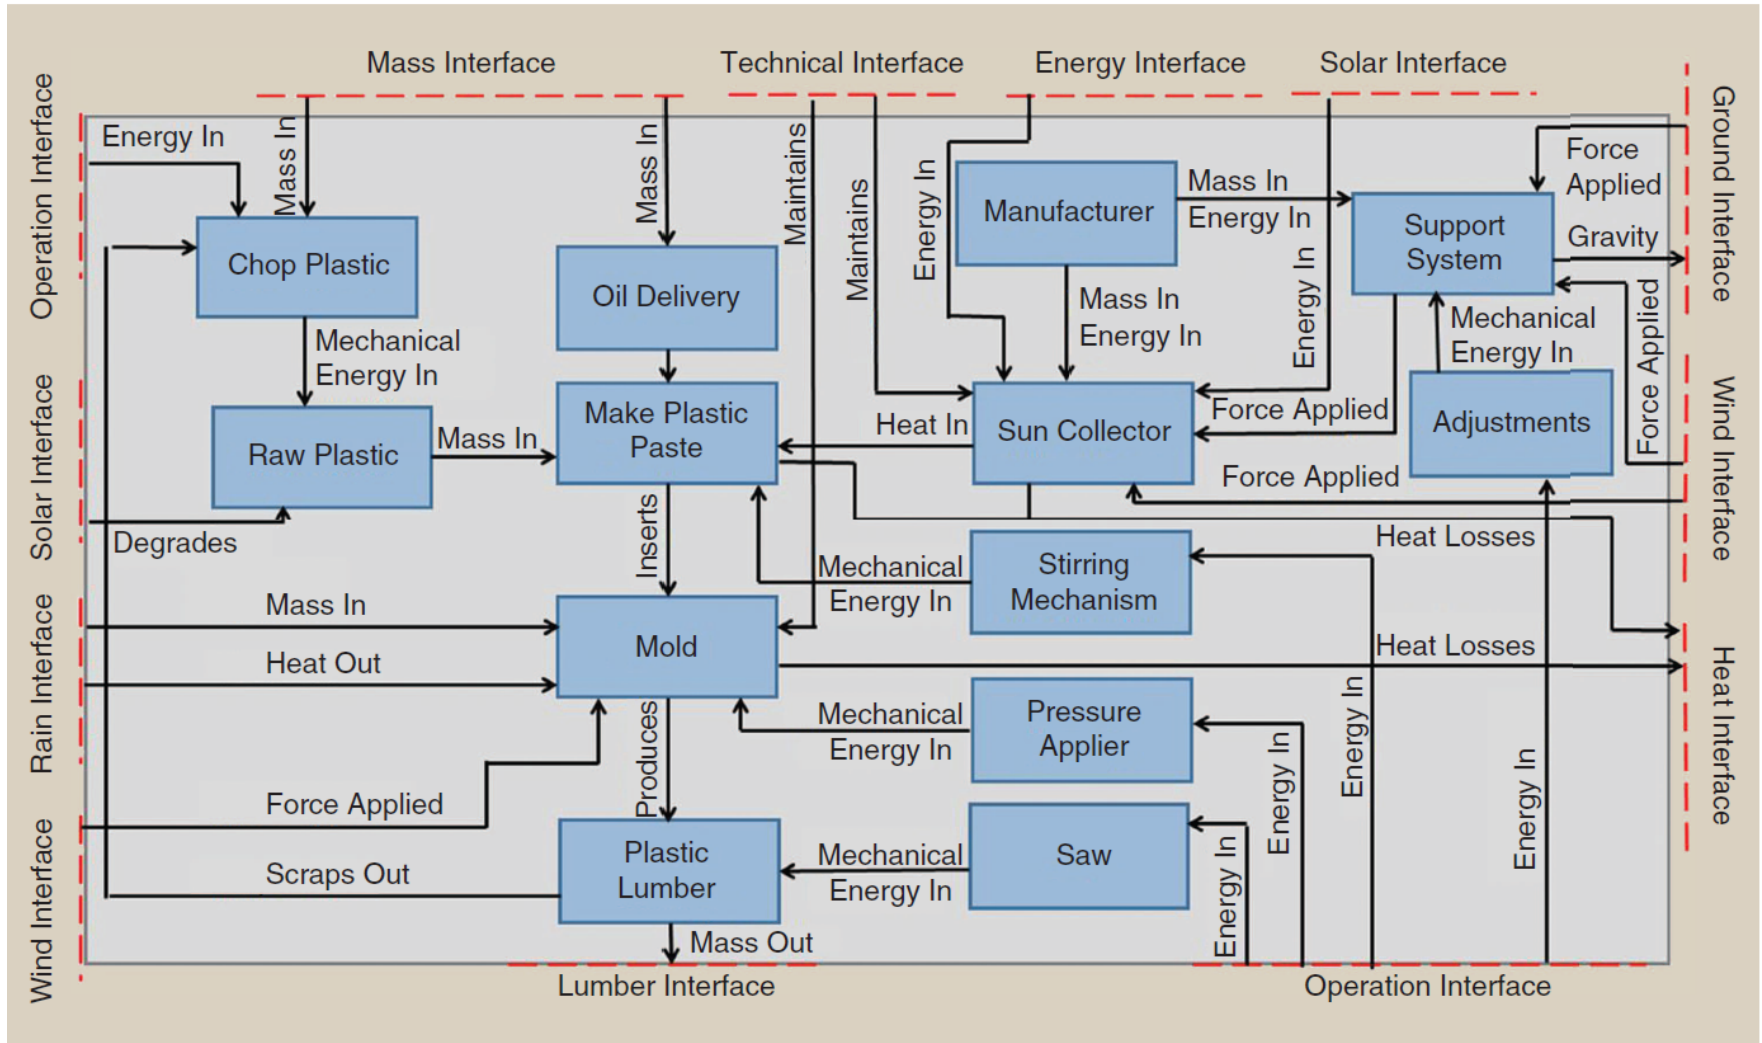 Mass Interface
Technical Interface
Energy Interface
Solar Interface
Operation Interface
Solar Interface
Rain Interface
Wind Interface
Ground Interface
Wind Interface
Heat Interface
Energy In
Mass In
Mass In
Maintains
Maintains
Energy In
Manufacturer
Mass In
Energy In
Energy In
Force
Applied
Support
System
Gravity
Chop Plastic
Oil Delivery
Mass In
Energy In
Mechanical
Energy In
Force Applied
Mechanical
Energy In
Make Plastic
Paste
Heat In
Sun Collector
Force Applied
Adjustments
Raw Plastic
Mass In
Force Applied
Degrades
Inserts
Heat Losses
Mechanical
Energy In
Stirring
Mechanism
Mass In
Mold
Heat Losses
Heat Out
Produces
Mechanical
Energy In
Pressure
Applier
Energy In
Energy In
Energy In
Energy In
Force Applied
Scraps Out
Plastic
Lumber
Mechanical
Energy In
Saw
Mass Out
Lumber Interface
Operation Interface